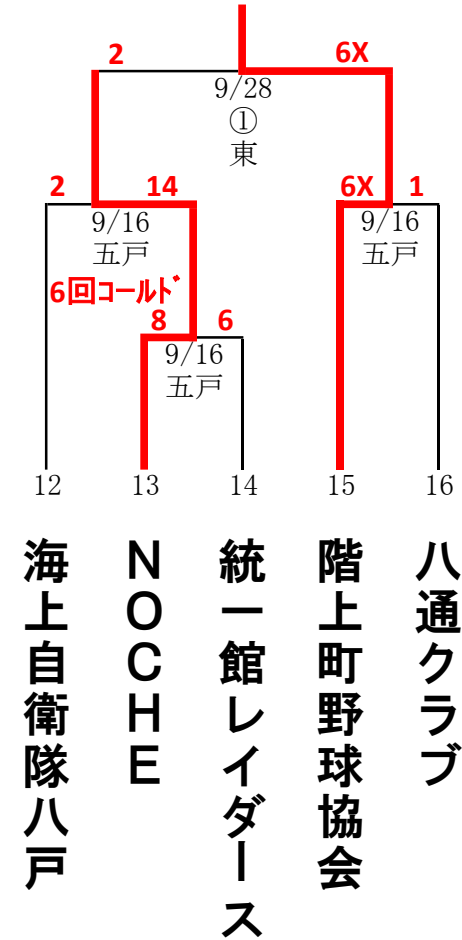 2 6X
9/28
①
東
2 14 6X 1
9/16 9/16
五戸 五戸
6回コールド
8 6
9/16
五戸
12 13 14 15 16
海上自衛隊八戸
NOCHE
統一館レイダース
階上町野球協会
八通クラブ